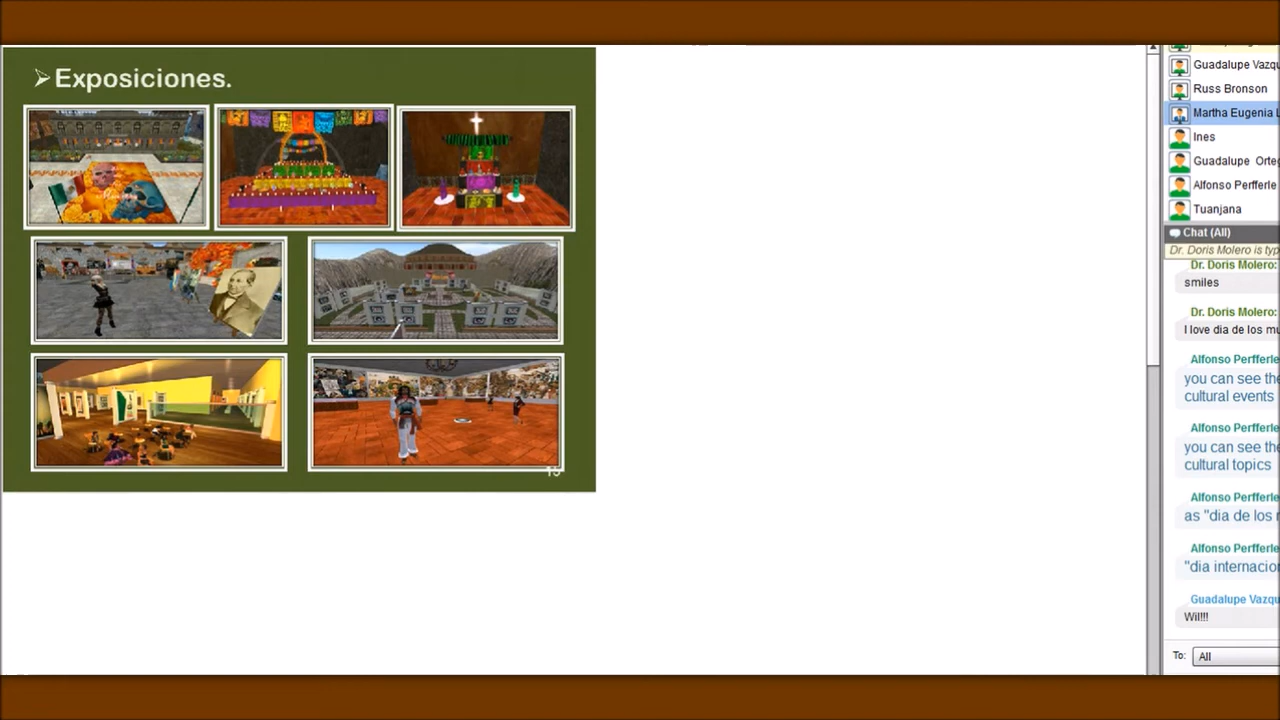 ➢Exposiciones.
15
Guadalupe Vazqu
Russ Bronson
Martha Eugenia L
Ines
Guadalupe Orte
Alfonso Perfferle
Tuanjana
Chat (All)
Dr. Doris Molero is typ
Dr. Doris Molero:
smiles
Dr. Doris Molero:
I love dia de los mu
Alfonso Perfferle
you can see the
cultural events
Alfonso Perfferle
you can see the
cultural topics
Alfonso Perfferle
as "dia de los
Alfonso Perfferle
"dia internacion
Guadalupe Vazqu
Wil!!!
To: All